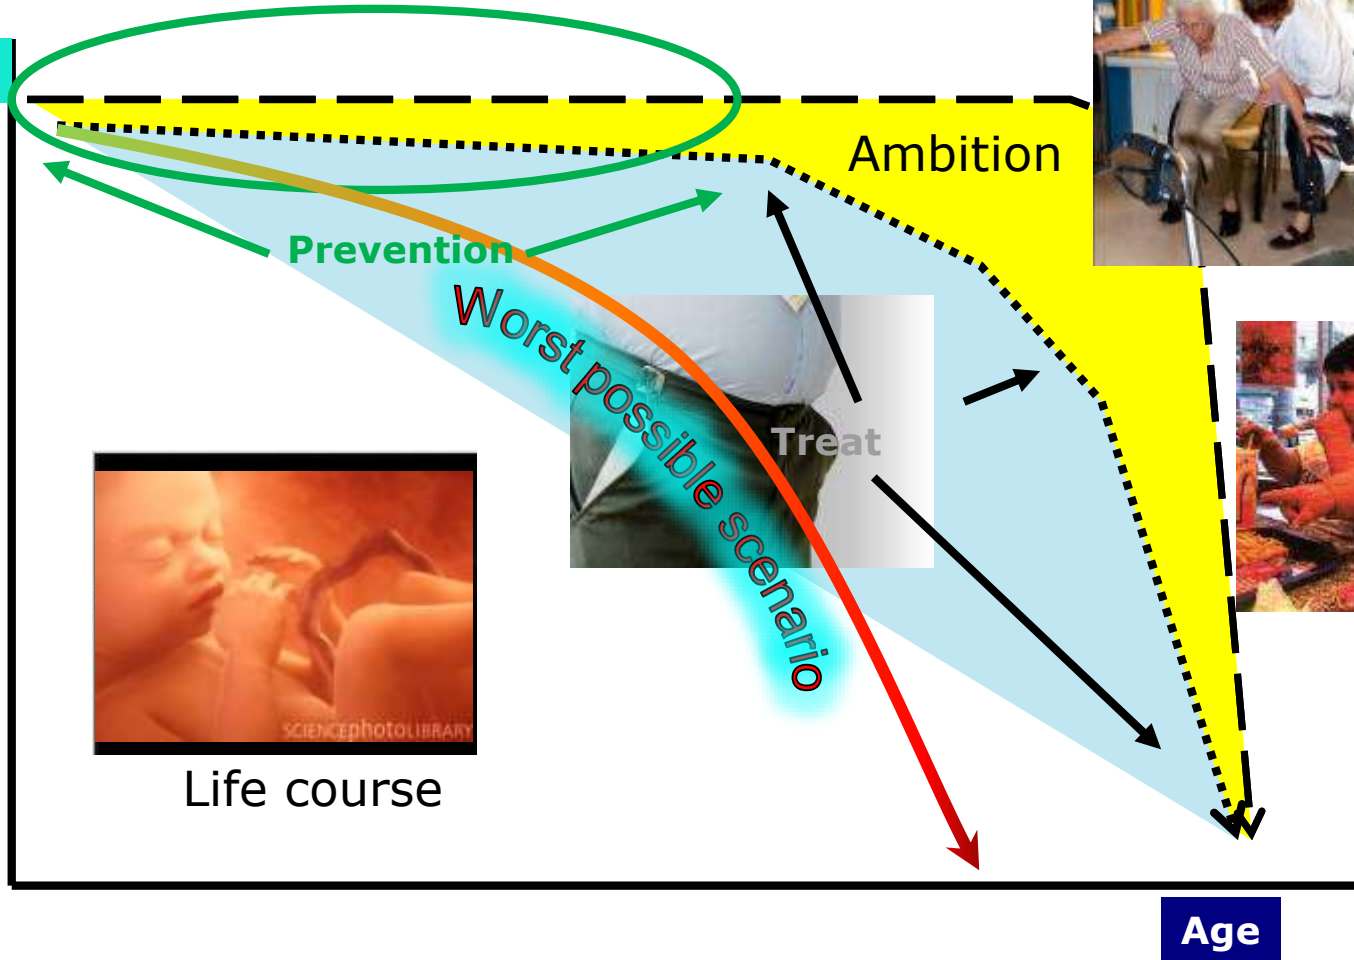 Ambition
Prevention
Worst possible scenario
Treat
SCIENCEPHOTOLIBRARY
Life course
Age